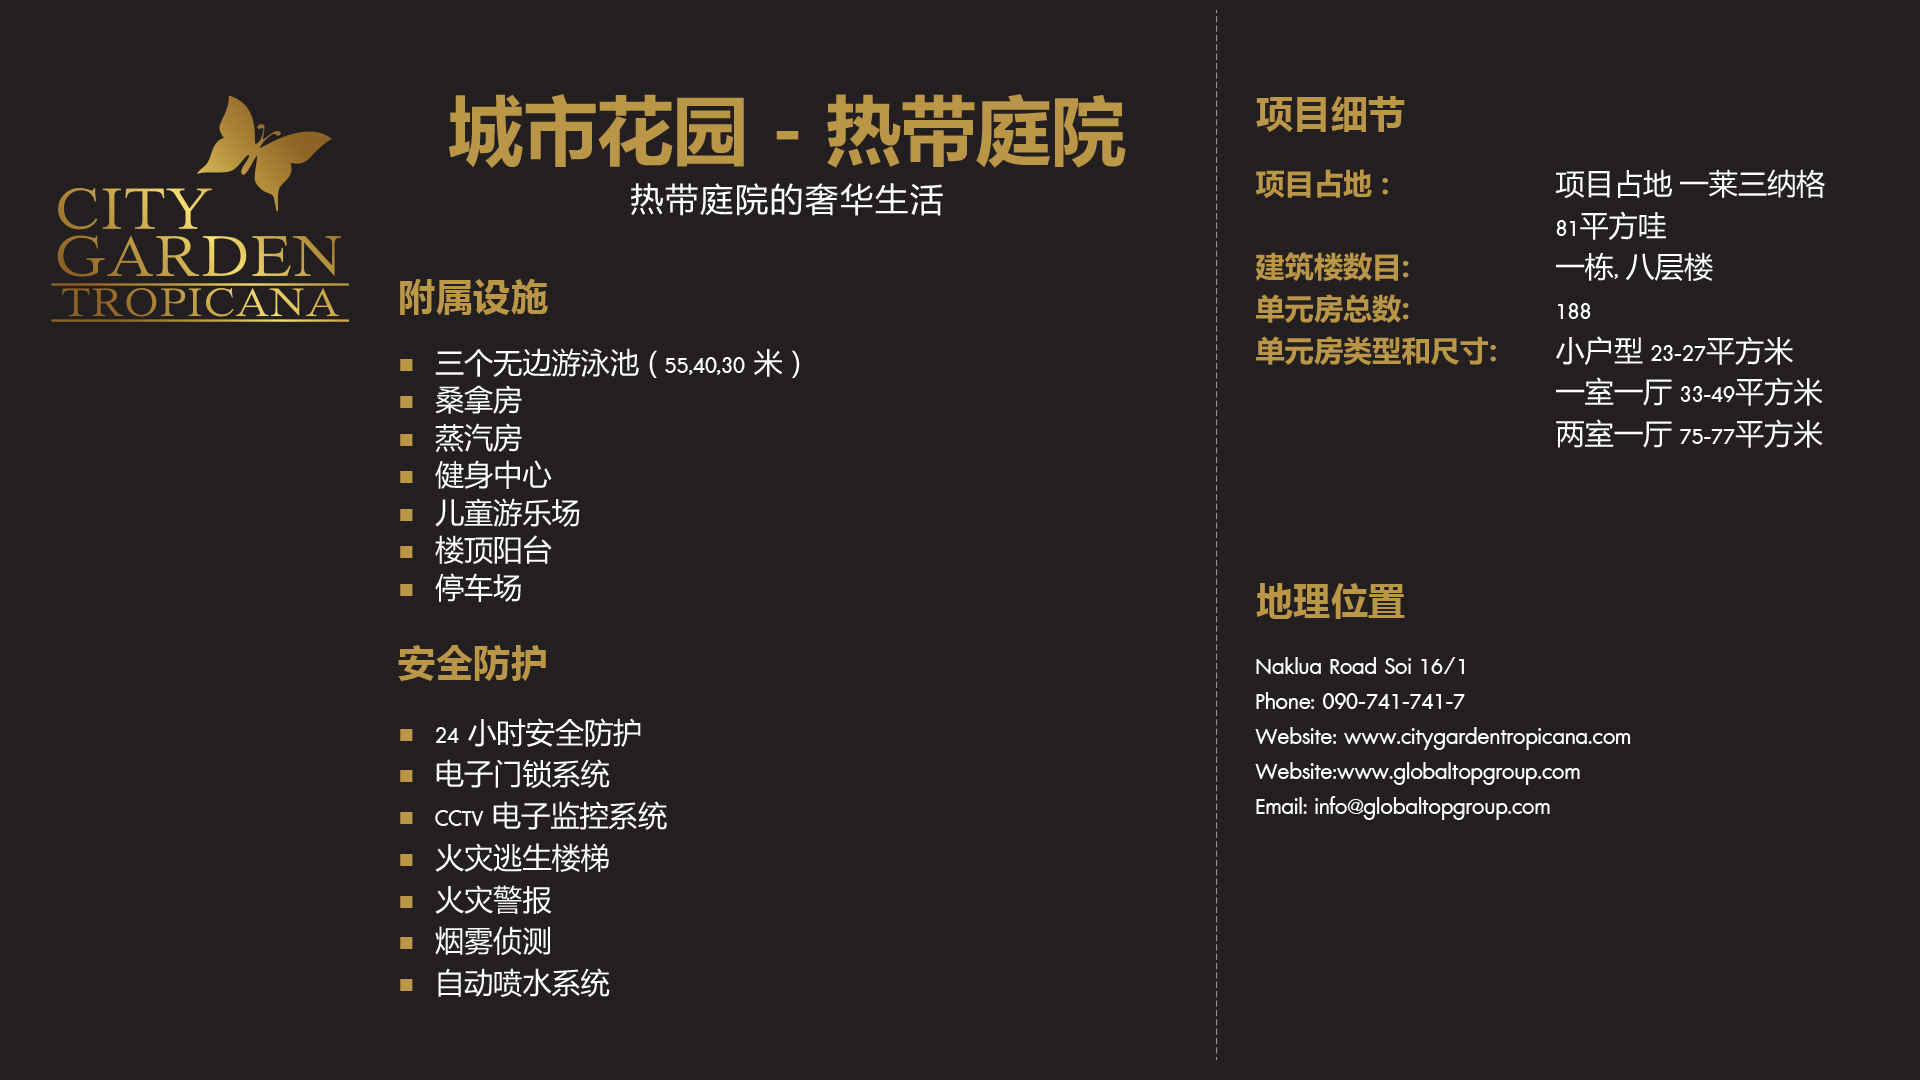 CITY
GARDEN
TROPICANA
城市花园 - 热带庭院
热带庭院的奢华生活
附属设施
三个无边游泳池 ( 55,40,30 米 )
桑拿房
蒸汽房
健身中心
儿童游乐场
楼顶阳台
停车场
安全防护
24 小时安全防护
电子门锁系统
CCTV 电子监控系统
火灾逃生楼梯
火灾警报
烟雾侦测
自动喷水系统
项目细节
项目占地 : 项目占地 一莱三纳格
81平方哇
建筑楼数目: 一栋, 八层楼
单元房总数: 188
单元房类型和尺寸: 小户型 23-27平方米
一室一厅 33-49平方米
两室一厅 75-77平方米
地理位置
Naklua Road Soi 16/1
Phone: 090-741-741-7
Website: www.citygardentropicana.com
Website:www.globaltopgroup.com
Email: info@globaltopgroup.com